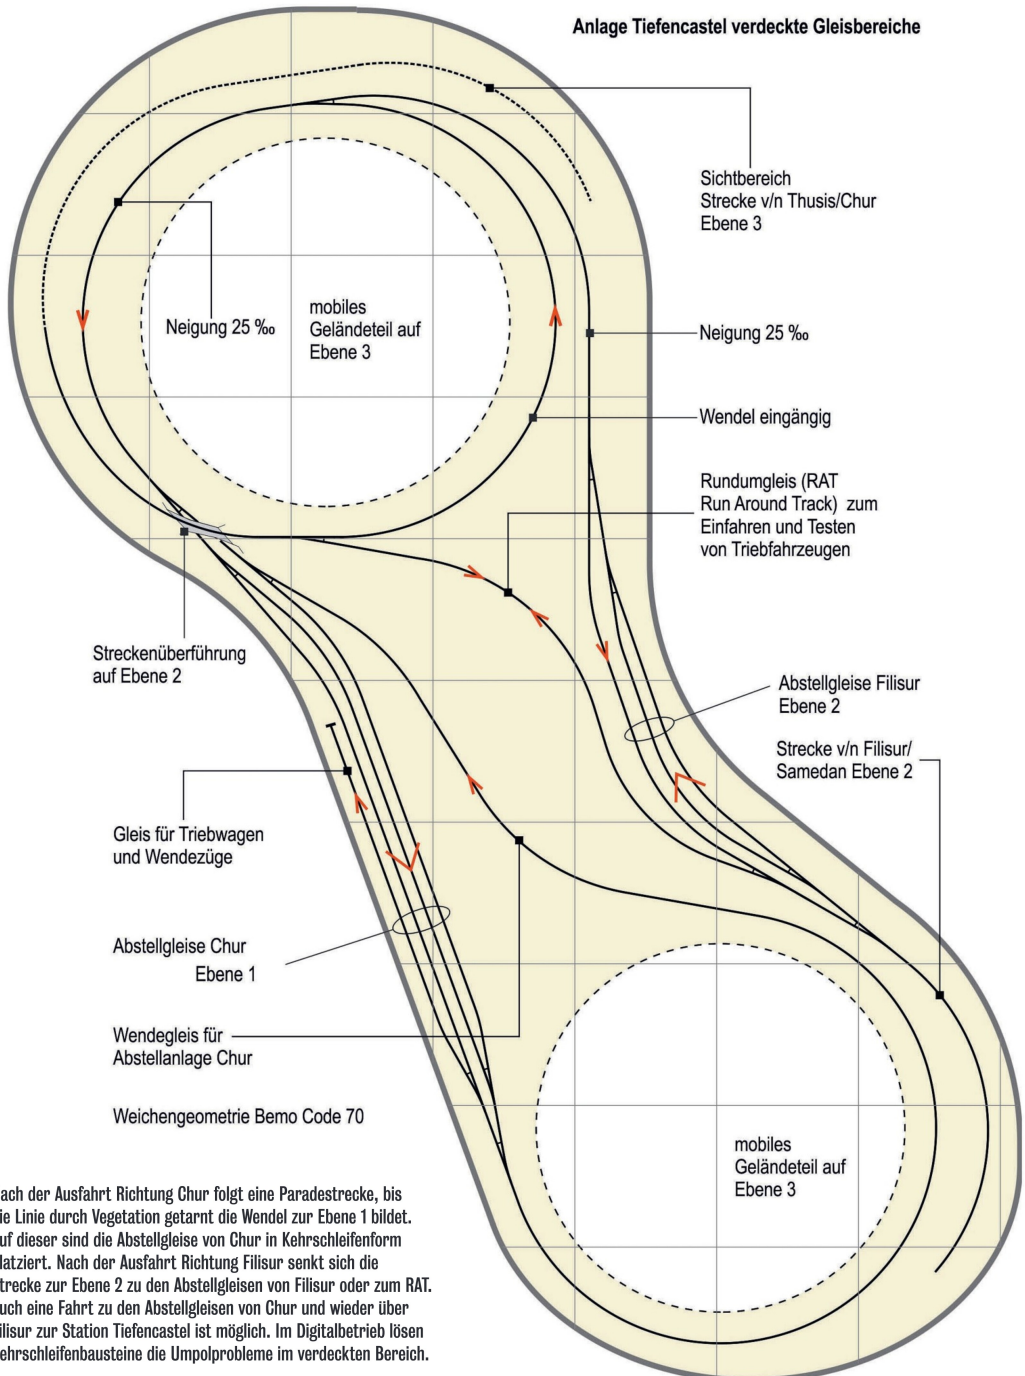 Anlage Tiefencastel verdeckte Gleisbereiche
Sichtbereich
Strecke v/n Thusis/Chur
Ebene 3
Neigung 25 ‰
mobiles
Geländeteil auf
Ebene 3
Neigung 25 ‰
Wendel eingängig
Rundumgleis (RAT
Run Around Track) zum
Einfahren und Testen
von Triebfahrzeugen
Streckenüberführung
auf Ebene 2
Abstellgleise Filisur
Ebene 2
Strecke v/n Filisur/
Samedan Ebene 2
Gleis für Triebwagen
und Wendezüge
Abstellgleise Chur
Ebene 1
Wendegleis für
Abstellanlage Chur
Weichengeometrie Bemo Code 70
mobiles
Geländeteil auf
Ebene 3
ach der Ausfahrt Richtung Chur folgt eine Paradestrecke, bis
ie Linie durch Vegetation getarnt die Wendel zur Ebene 1 bildet.
uf dieser sind die Abstellgleise von Chur in Kehrschleifenform
latziert. Nach der Ausfahrt Richtung Filisur senkt sich die
trecke zur Ebene 2 zu den Abstellgleisen von Filisur oder zum RAT.
uch eine Fahrt zu den Abstellgleisen von Chur und wieder über
ilisur zur Station Tiefencastel ist möglich. Im Digitalbetrieb lösen
ehrschleifenbausteine die Umpolprobleme im verdeckten Bereich.